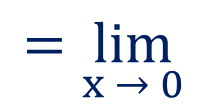 = lim
x → 0